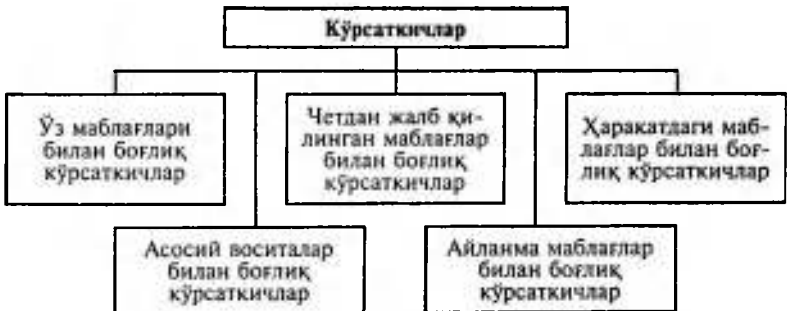 Кўрсаткичлар
Ўз маблағлари
билан боғлиқ
кўрсаткичлар
Четдан жалб қи-
линган маблағлар
билан боғлиқ
кўрсаткичлар
Ҳаракатдаги маб-
лағлар билан боғ-
лиқ кўрсаткичлар
Асосий воситалар
билан боғлиқ
кўрсаткичлар
Айланма маблағлар
билан боғлиқ
кўрсаткичлар